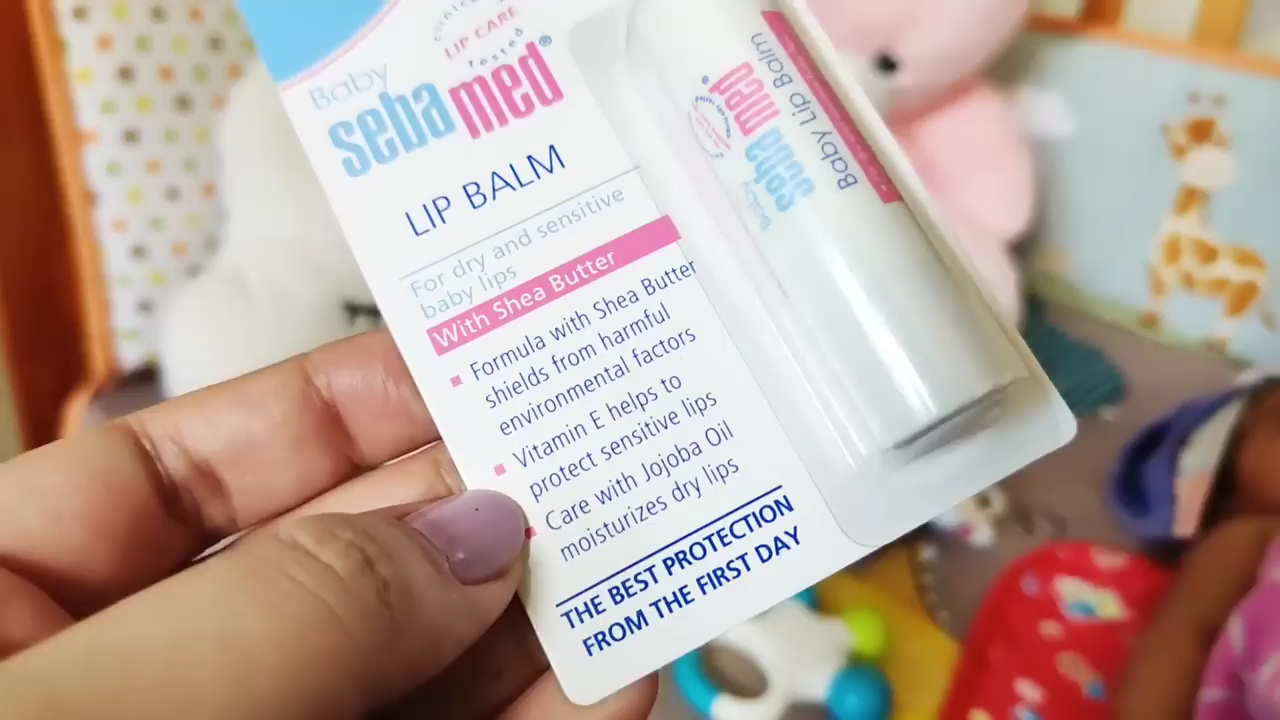 LIP CARE
tested
Baby
sebamed®
LIP BALM
For dry and sensitive
baby lips
With Shea Butter
Formula with Shea Butter
shields from harmful
environmental factors
Vitamin E helps to
protect sensitive lips
Care with Jojoba Oil
moisturizes dry lips
THE BEST PROTECTION
FROM THE FIRST DAY
Baby
sebamed®
Baby Lip Balm